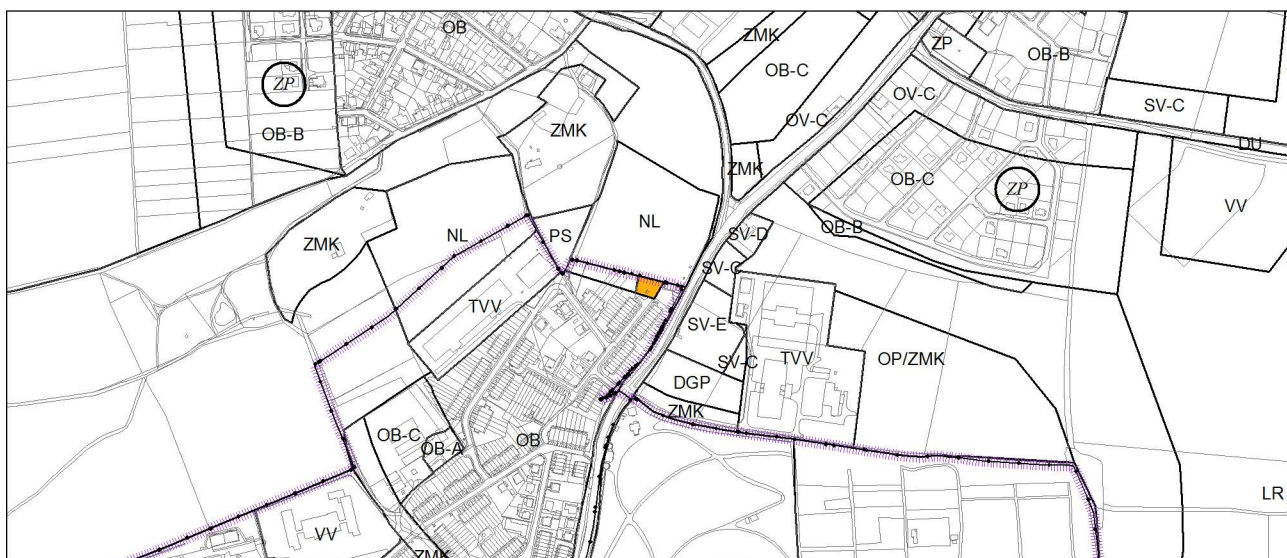 OB
ZMK
OB-C
ZP
OB-B
ZP
OV-C
SV-C
OB-B
ZMK
OV-C
DU
ZMK
OB-C
ZP
VV
NL
OB-B
ZMK
NL
PS
SV-D
SV-C
TVV
SV-E
SV-C
TVV
OP/ZMK
DGP
ZMK
OB-C
OB-A
OB
LR
VV
ZMK